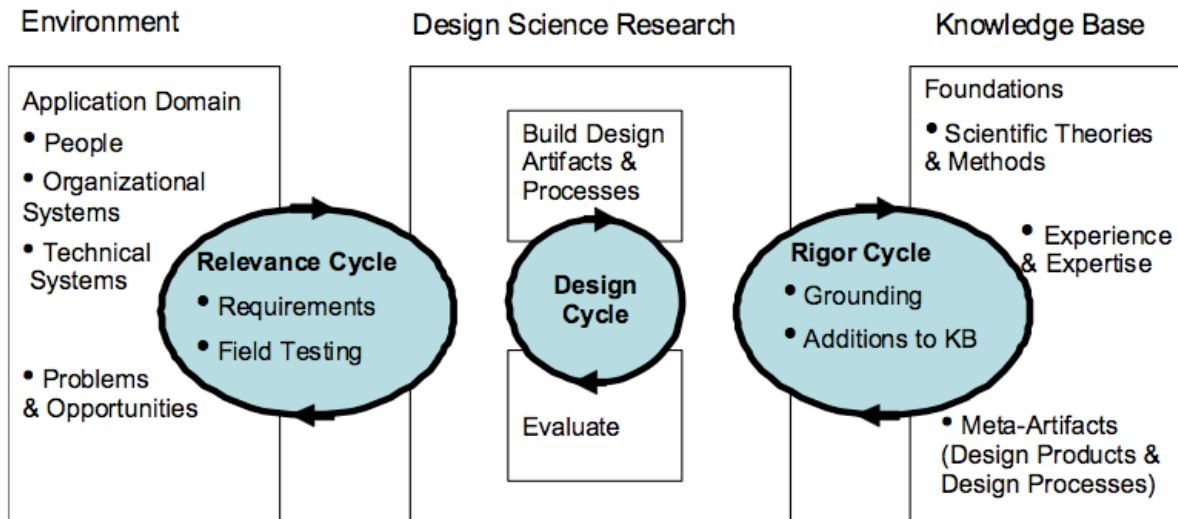 Environment
Design Science Research
Knowledge Base
Application Domain
• People
• Organizational
Systems
• Technical
Systems
• Problems
& Opportunities
Relevance Cycle
• Requirements
• Field Testing
Build Design
Artifacts &
Processes
Design
Cycle
Evaluate
Rigor Cycle
• Grounding
• Additions to KB
Foundations
• Scientific Theories
& Methods
• Experience
& Expertise
• Meta-Artifacts
(Design Products &
Design Processes)